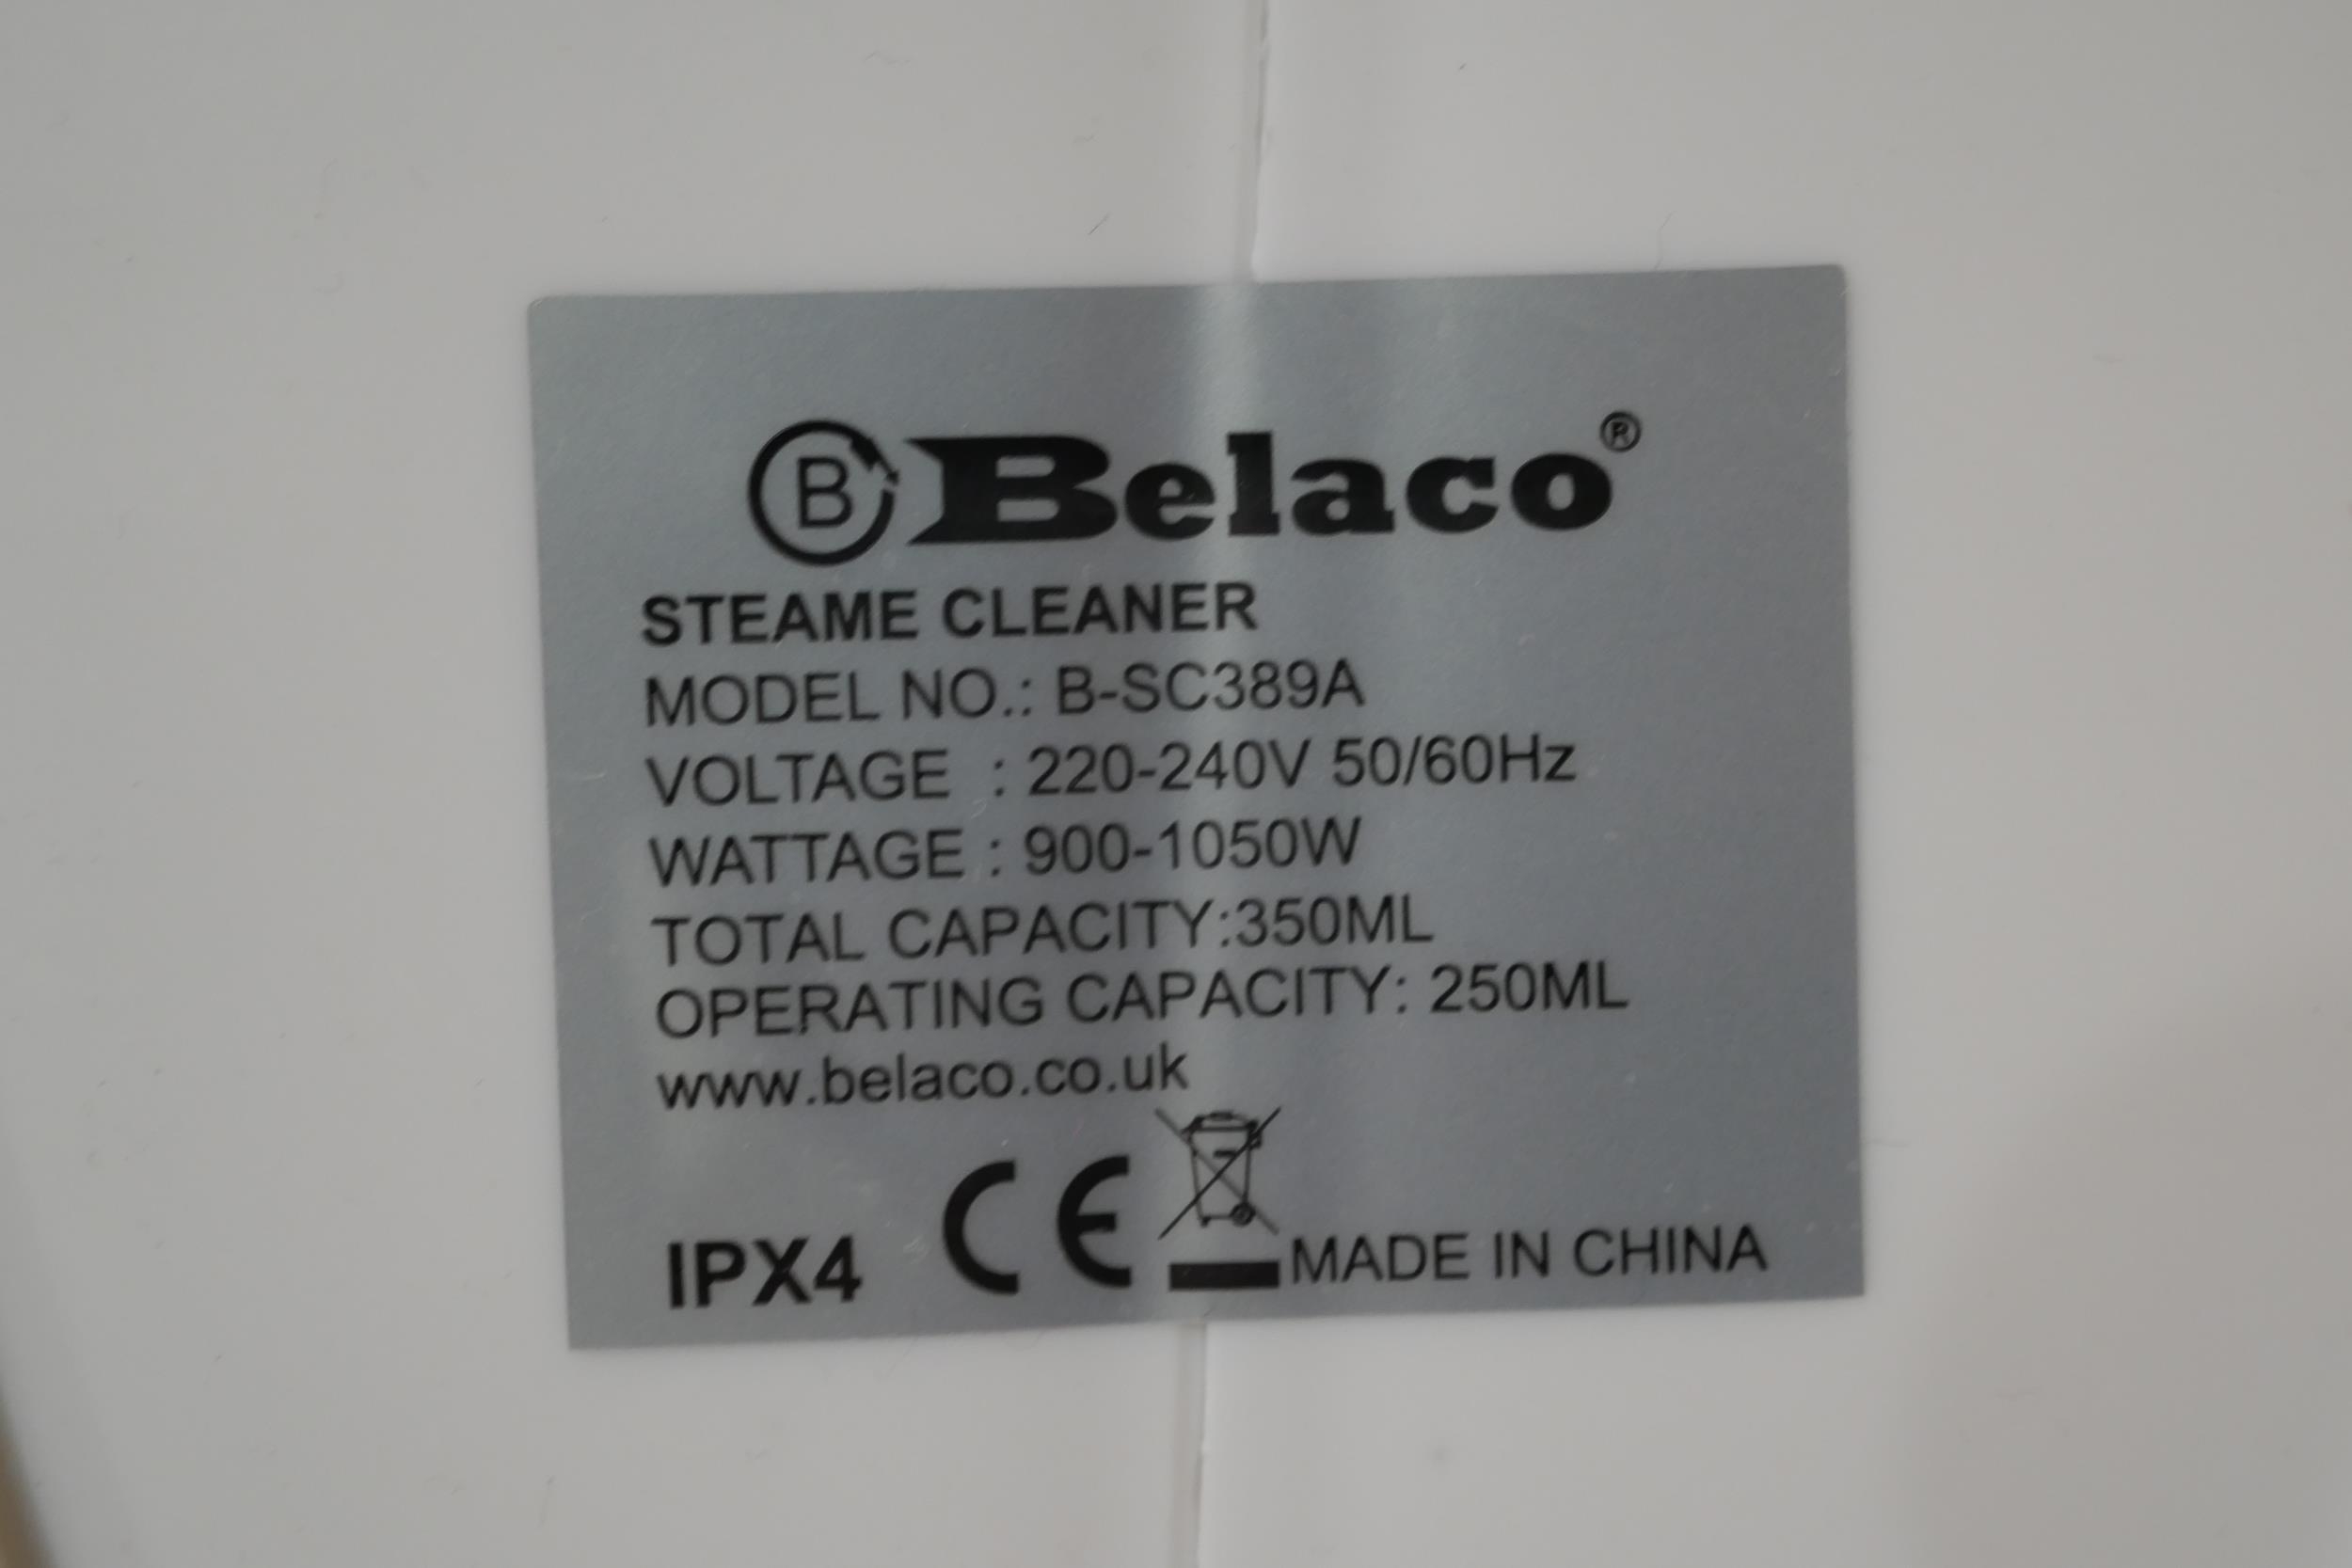 B Belaco®
STEAME CLEANER
MODEL NO.: B-SC389A
VOLTAGE : 220-240V 50/60Hz
WATTAGE : 900-1050W
TOTAL CAPACITY:350ML
OPERATING CAPACITY: 250ML
www.belaco.co.uk
IPX4 CE MADE IN CHINA